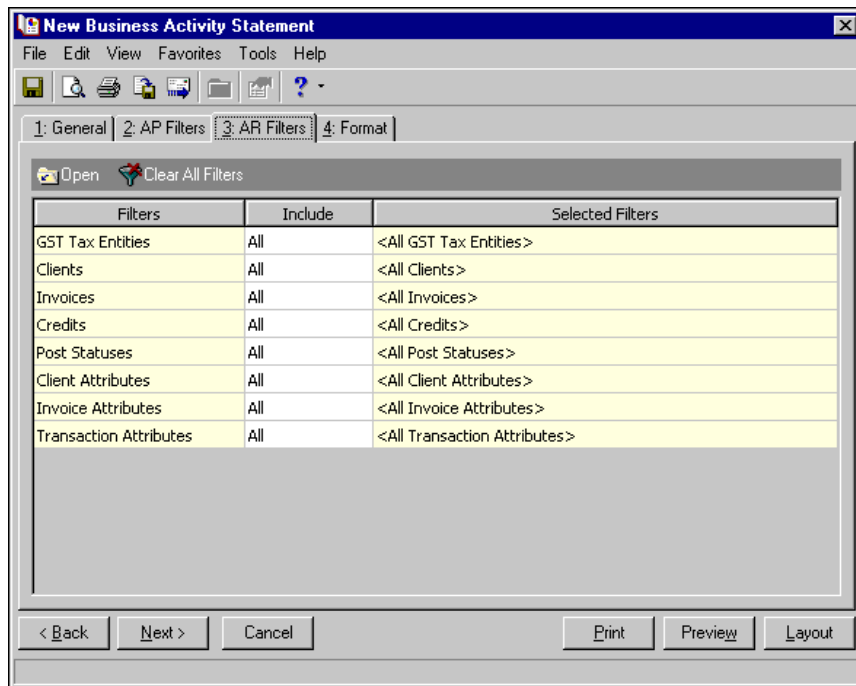 New Business Activity Statement
File Edit View Favorites Tools Help
1: General 2: AP Filters 3: AR Filters 4: Format
Open Clear All Filters
Filters Include Selected Filters
GST Tax Entities All <All GST Tax Entities>
Clients All <All Clients>
Invoices All <All Invoices>
Credits All <All Credits>
Post Statuses All <All Post Statuses>
Client Attributes All <All Client Attributes>
Invoice Attributes All <All Invoice Attributes>
Transaction Attributes All <All Transaction Attributes>
< Back Next > Cancel Print Preview Layout